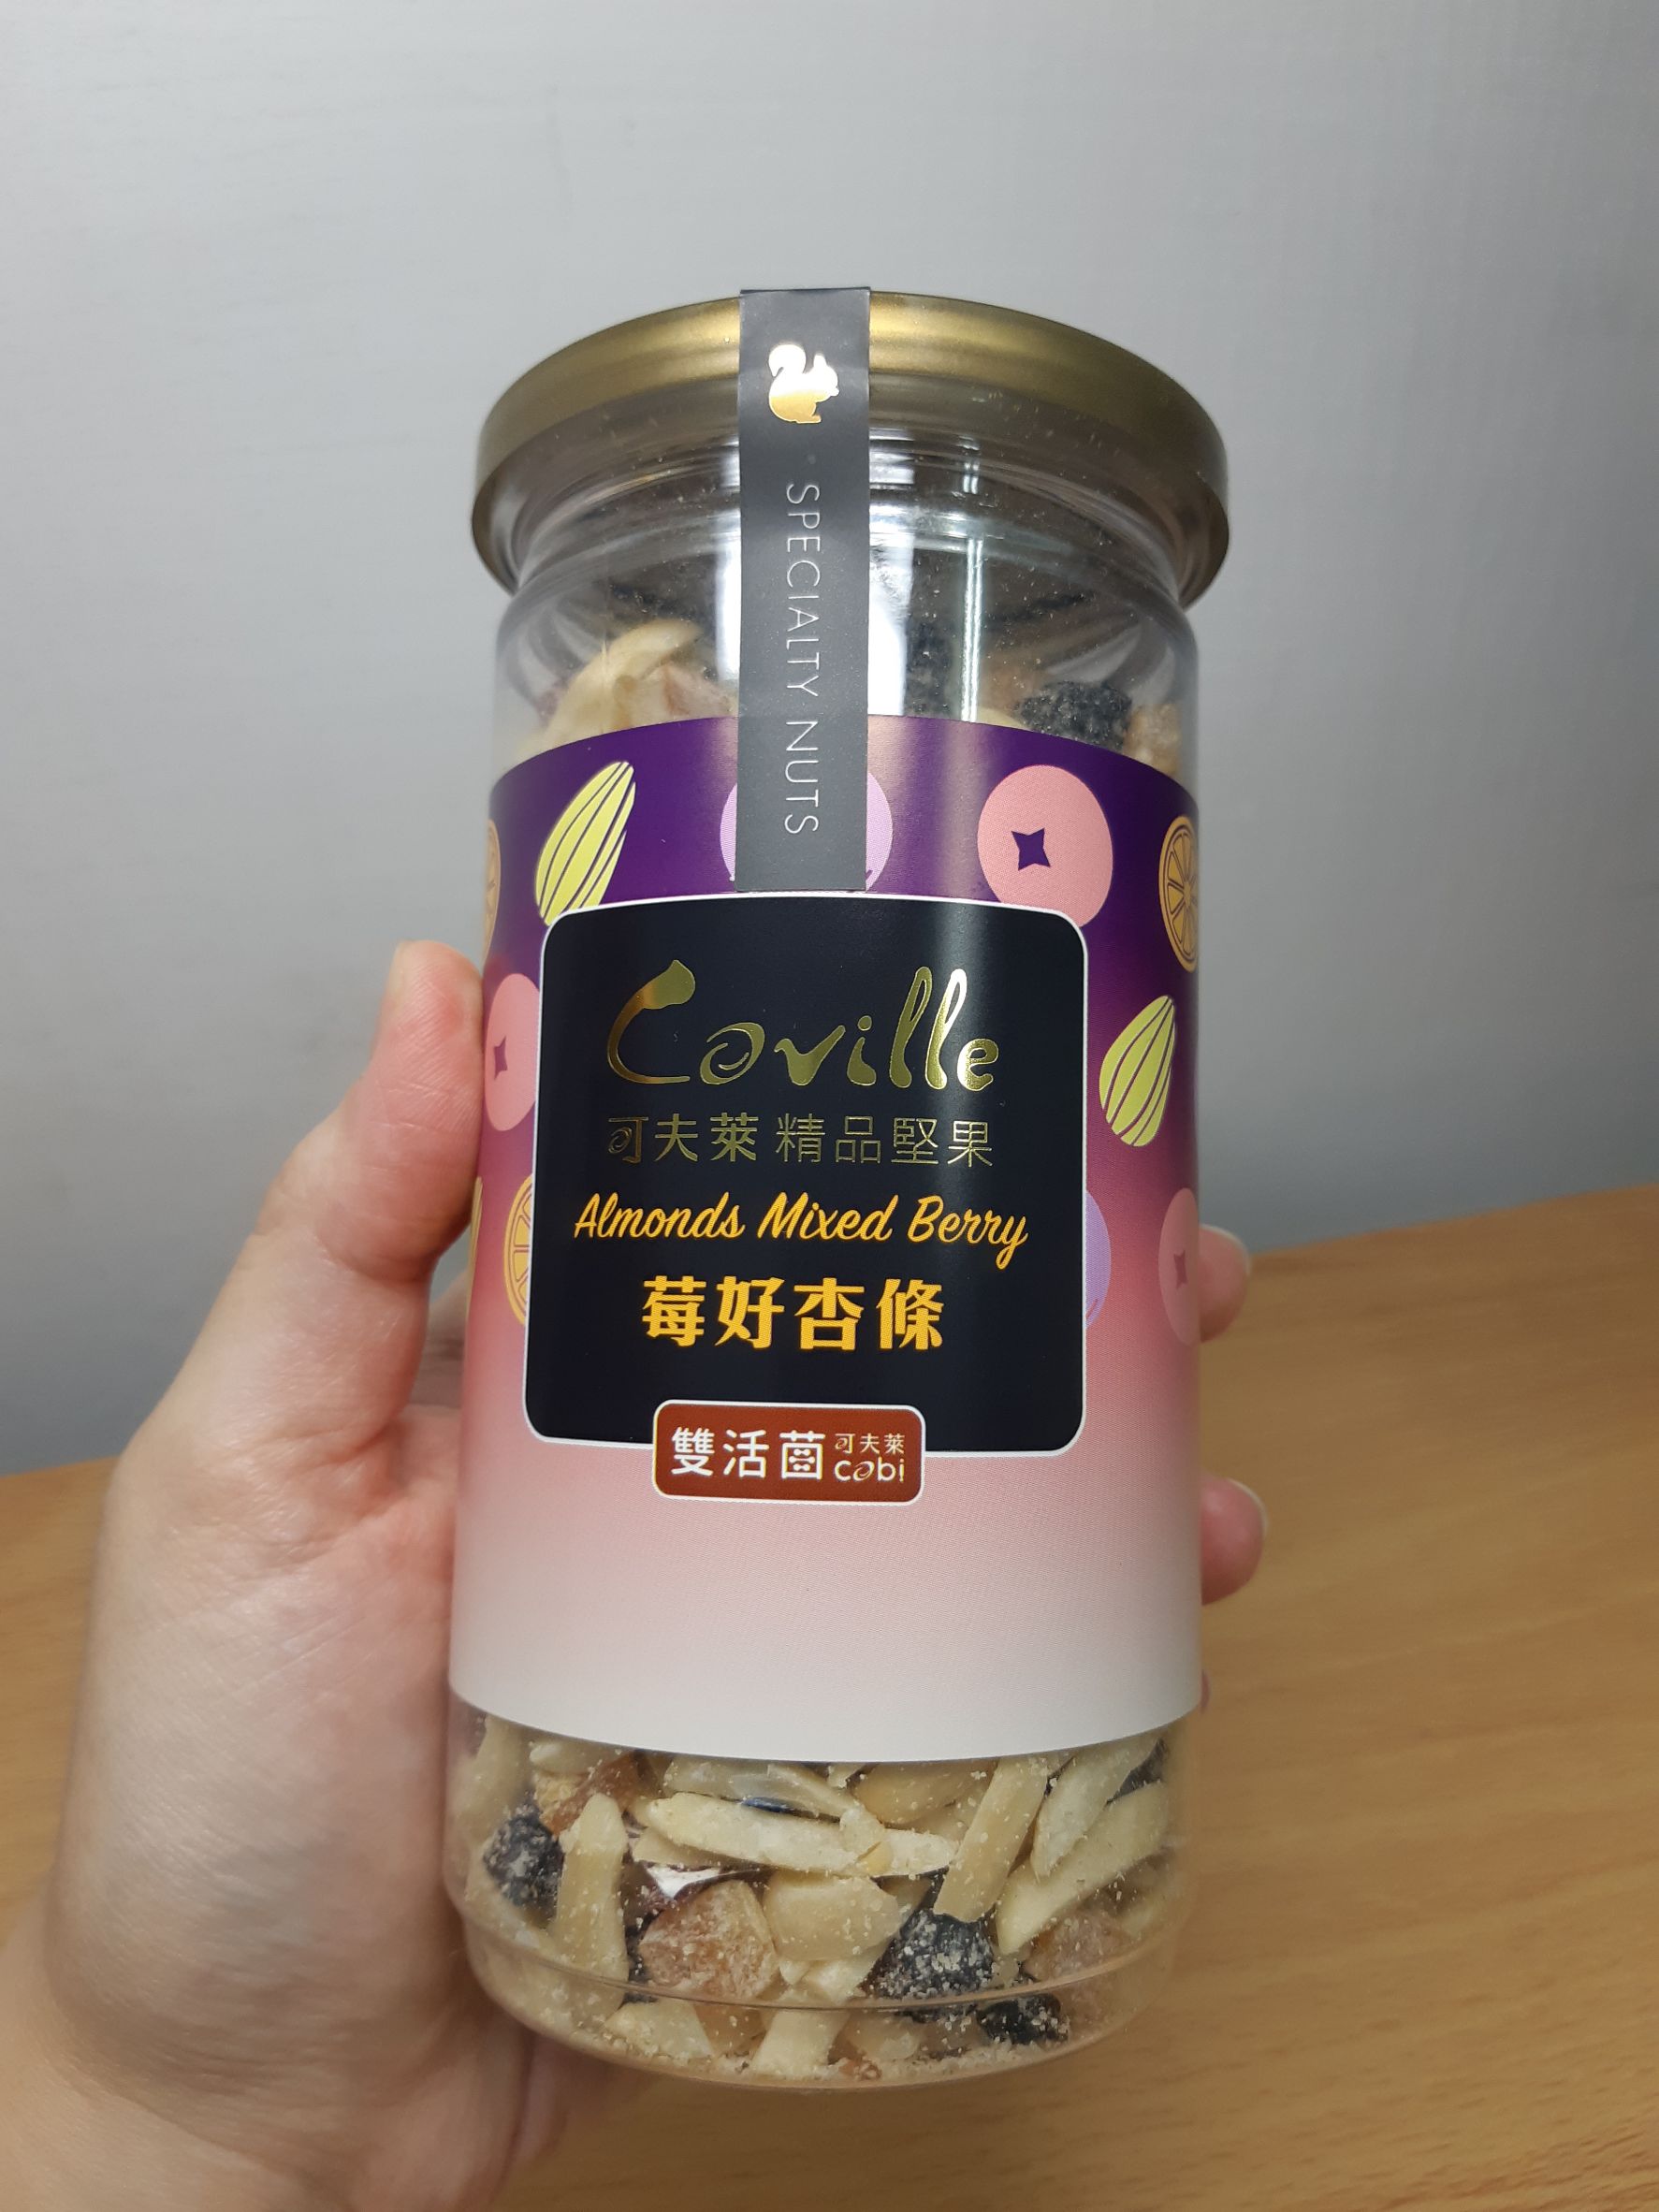 SPECIALTY NUTS
Coville
可夫萊 精品堅果
Almonds Mixed Berry
莓好杏條
雙活菌 可夫萊
cobi